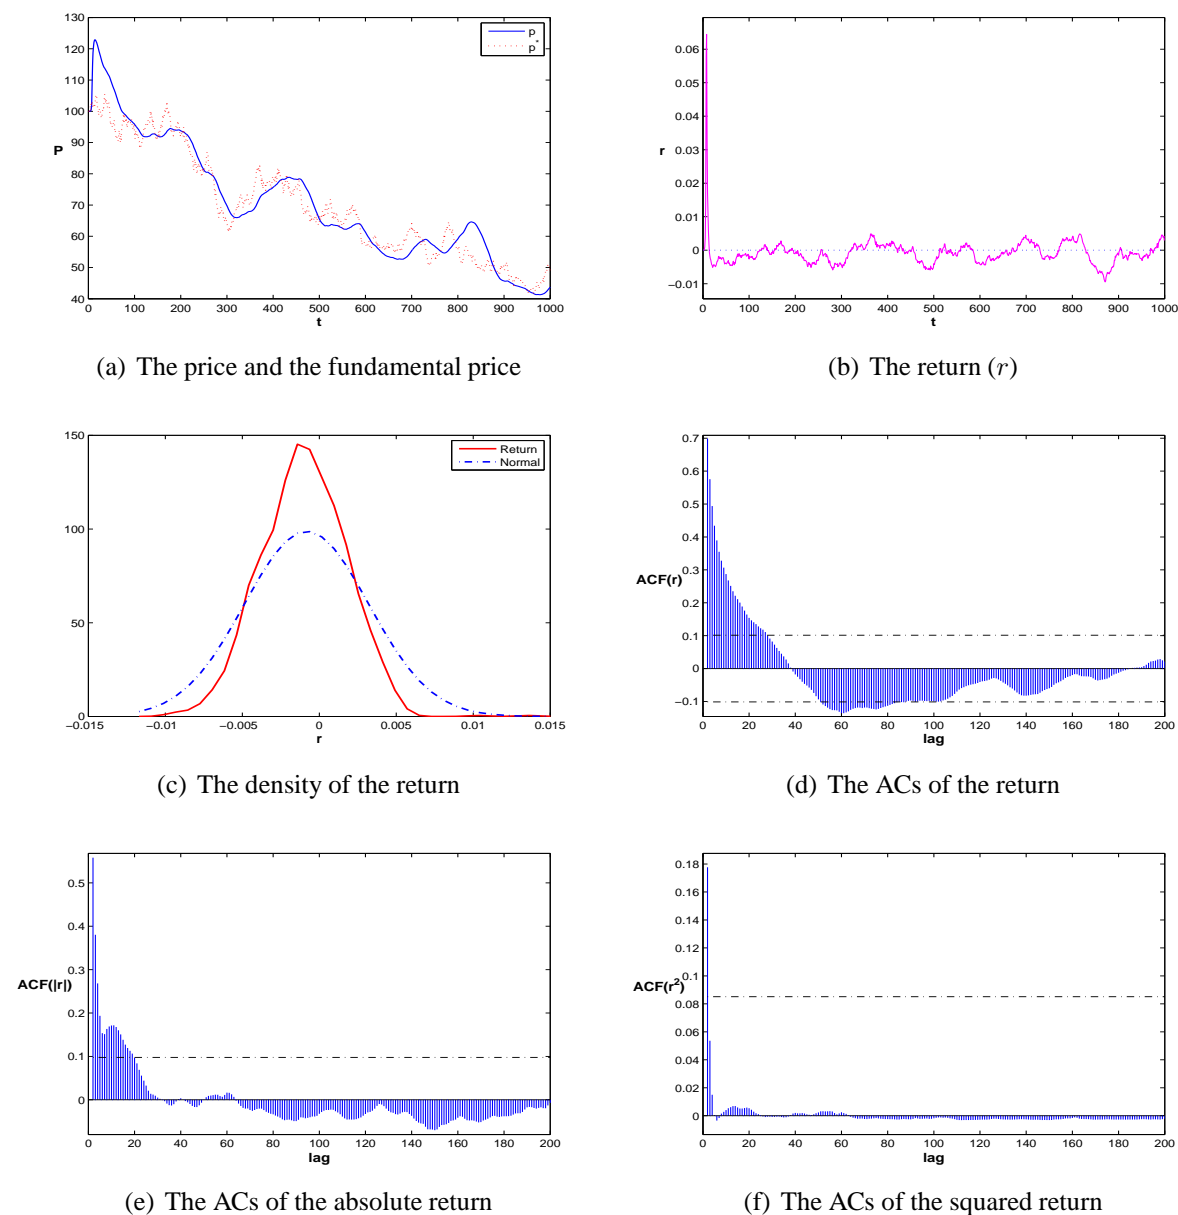 130
120
110
100
90
80
70
60
50
40
P
0 100 200 300 400 500 600 700 800 900 1000
t
p
p*
(a) The price and the fundamental price
0.06
0.05
0.04
0.03
0.02
0.01
0
−0.01
r
0 100 200 300 400 500 600 700 800 900 1000
t
(b) The return (r)
150
100
50
0
−0.015 −0.01 −0.005 0 0.005 0.01 0.015
r
Return
Normal
(c) The density of the return
0.7
0.6
0.5
0.4
0.3
0.2
0.1
0
−0.1
ACF(r)
0 20 40 60 80 100 120 140 160 180 200
lag
(d) The ACs of the return
0.5
0.4
0.3
0.2
0.1
0
ACF(|r|)
0 20 40 60 80 100 120 140 160 180 200
lag
(e) The ACs of the absolute return
0.18
0.16
0.14
0.12
0.1
0.08
0.06
0.04
0.02
0
ACF(r²)
0 20 40 60 80 100 120 140 160 180 200
lag
(f) The ACs of the squared return